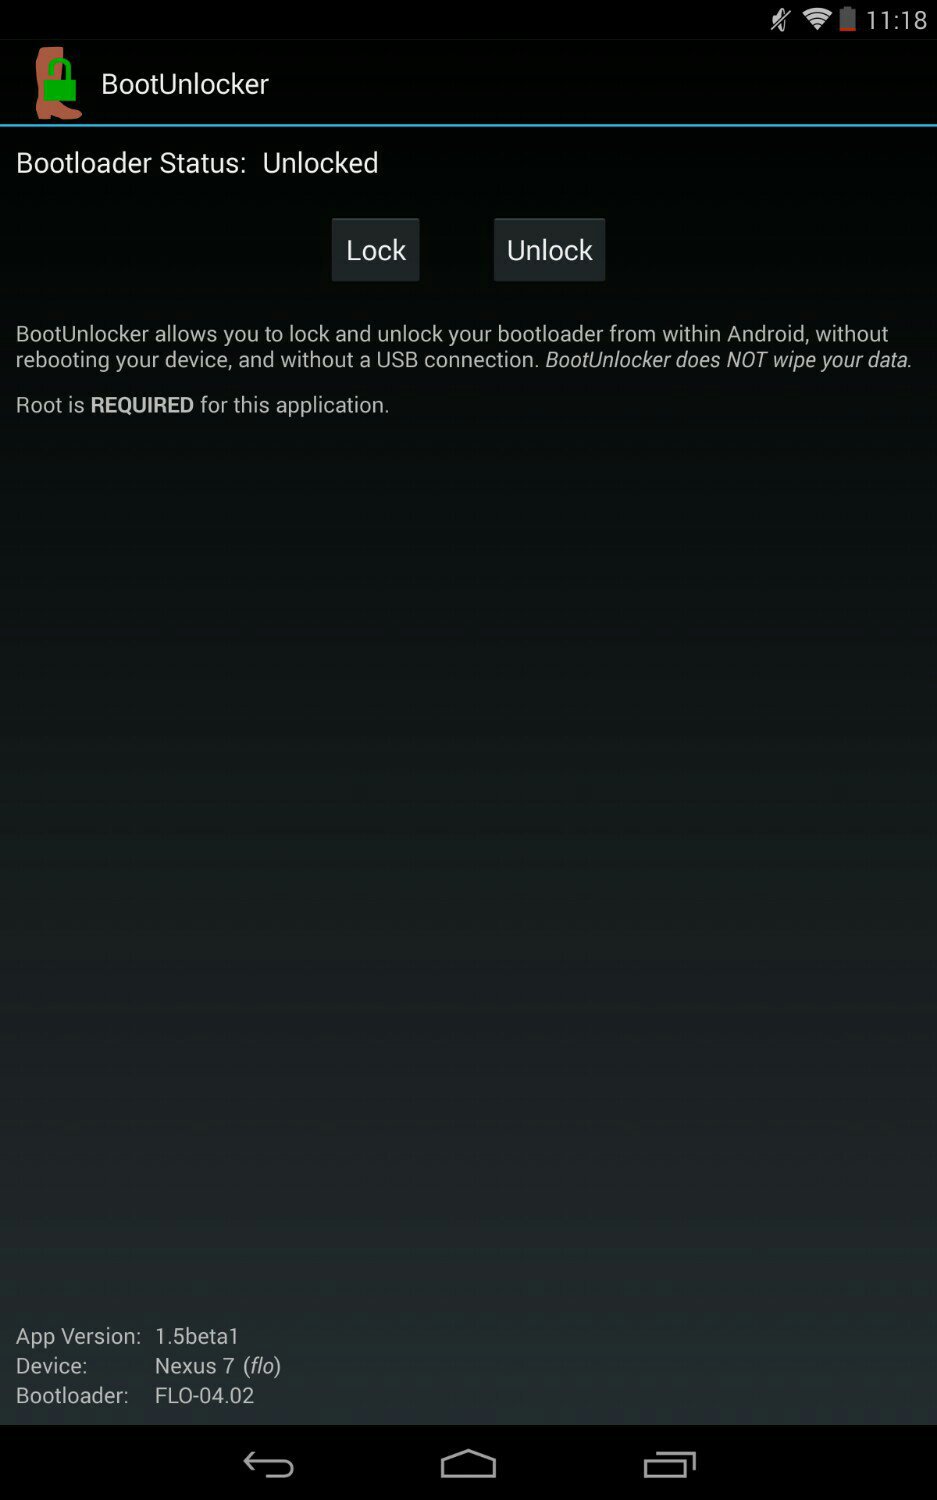 11:18
BootUnlocker
Bootloader Status: Unlocked
Lock Unlock
BootUnlocker allows you to lock and unlock your bootloader from within Android, without
rebooting your device, and without a USB connection. BootUnlocker does NOT wipe your data.
Root is REQUIRED for this application.
App Version: 1.5beta1
Device: Nexus 7 (flo)
Bootloader: FLO-04.02